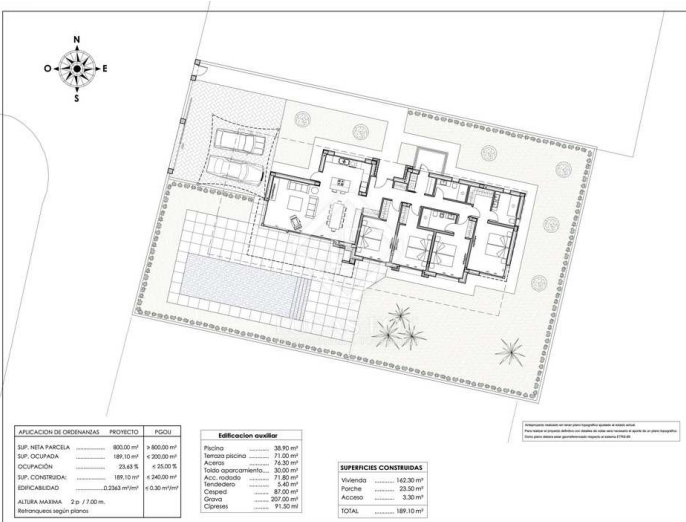 N
O E
S
APLICACION DE ORDENANZAS PROYECTO PGOU
SUP. NETA PARCELA .............. 800,00 m² ≥ 800,00 m²
SUP. OCUPADA .............. 189,10 m² ≤ 200,00 m²
OCUPACIÓN .............. 23,63 % ≤ 25,00 %
SUP. CONSTRUIDA: .............. 189,10 m² ≤ 240,00 m²
EDIFICABILIDAD ..............0,2363 m²/m² ≤ 0,30 m²/m²
ALTURA MAXIMA 2 p / 7.00 m.
Retranqueos según planos
Edificacion auxiliar
Piscina ............ 38.90 m²
Terraza piscina ............ 71.00 m²
Aceras ............ 76.30 m²
Toldo aparcamiento.... 30.00 m²
Acc. rodado ............ 71.80 m²
Tendedero ............ 5.40 m²
Cesped ............ 87.00 m²
Grava ............ 207.00 m²
Cipreses ............ 91.50 ml
SUPERFICIES CONSTRUIDAS
Vivienda ............ 162.30 m²
Porche ............ 23.50 m²
Acceso ............ 3.30 m²
TOTAL ............ 189.10 m²